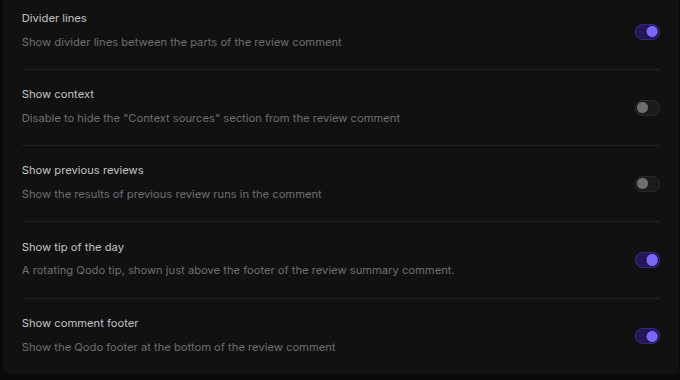 Divider lines
Show divider lines between the parts of the review comment
Show context
Disable to hide the "Context sources" section from the review comment
Show previous reviews
Show the results of previous review runs in the comment
Show tip of the day
A rotating Qodo tip, shown just above the footer of the review summary comment.
Show comment footer
Show the Qodo footer at the bottom of the review comment